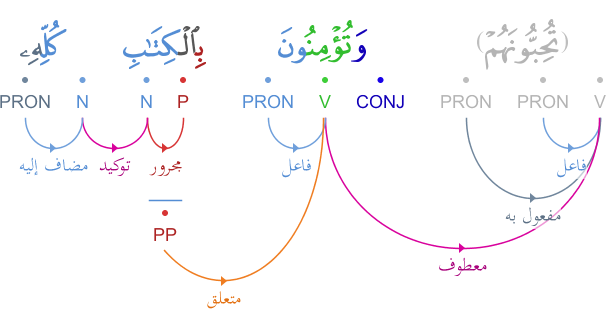 (تُحِبُّونَهُمْ) وَتُؤْمِنُونَ بِٱلْكِتَـٰبِ كُلِّهِۦ
V PRON PRON CONJ V PRON P N N PRON
فاعل فاعل مجرور توكيد مضاف إليه
مفعول به
PP
معطوف
متعلق